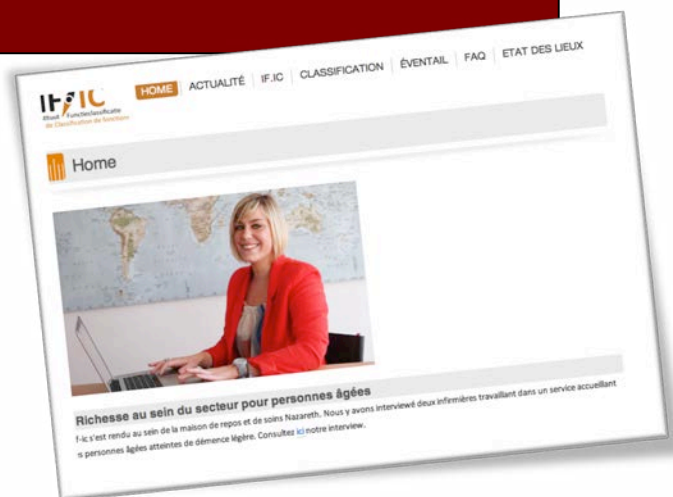 IF-IC
HOME ACTUALITÉ IF.IC CLASSIFICATION ÉVENTAIL FAQ ETAT DES LIEUX
Functieclassificatie
de Classification de fonctions
Home
Richesse au sein du secteur pour personnes âgées
f-ic s'est rendu au sein de la maison de repos et de soins Nazareth. Nous y avons interviewé deux infirmières travaillant dans un service accueillant
s personnes âgées atteintes de démence légère. Consultez ici notre interview.